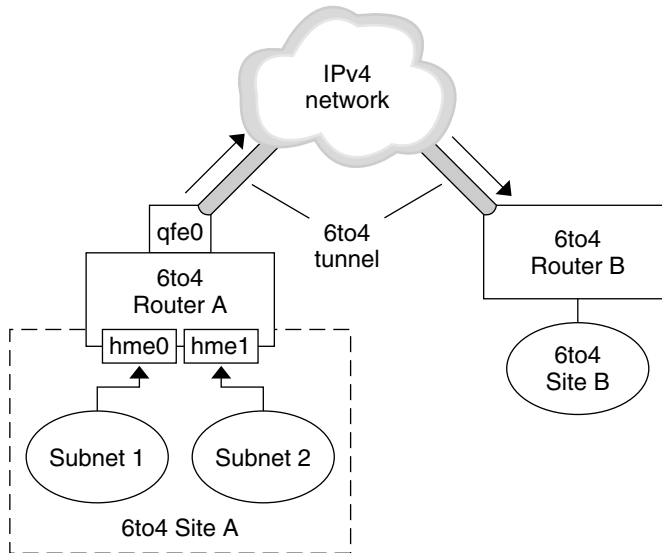 IPv4
network
qfe0
6to4
tunnel
6to4
Router A
6to4
Router B
hme0
hme1
6to4
Site B
Subnet 1
Subnet 2
6to4 Site A